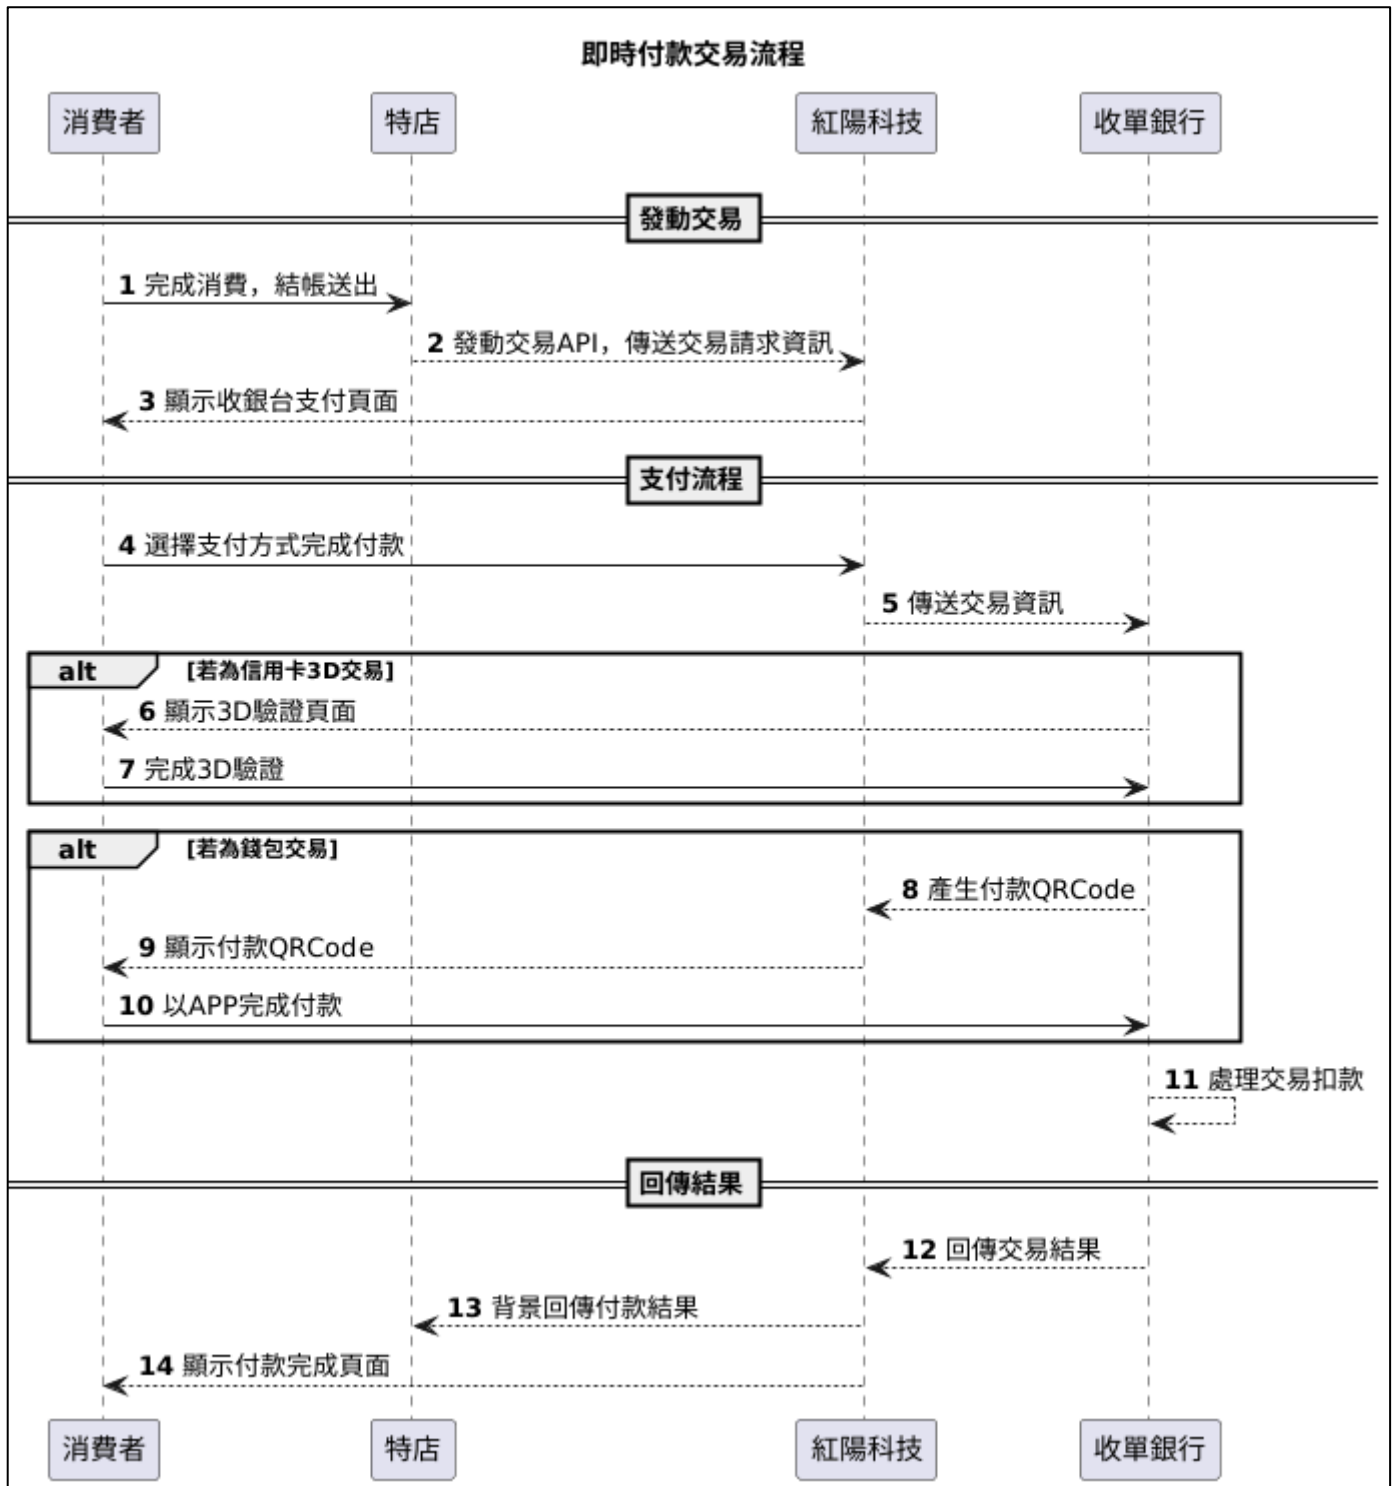 即時付款交易流程
消費者 特店 紅陽科技 收單銀行
發動交易
1 完成消費，結帳送出
2 發動交易API，傳送交易請求資訊
3 顯示收銀台支付頁面
支付流程
4 選擇支付方式完成付款
5 傳送交易資訊
alt [若為信用卡3D交易]
6 顯示3D驗證頁面
7 完成3D驗證
alt [若為錢包交易]
8 產生付款QRCode
9 顯示付款QRCode
10 以APP完成付款
11 處理交易扣款
回傳結果
12 回傳交易結果
13 背景回傳付款結果
14 顯示付款完成頁面
消費者 特店 紅陽科技 收單銀行